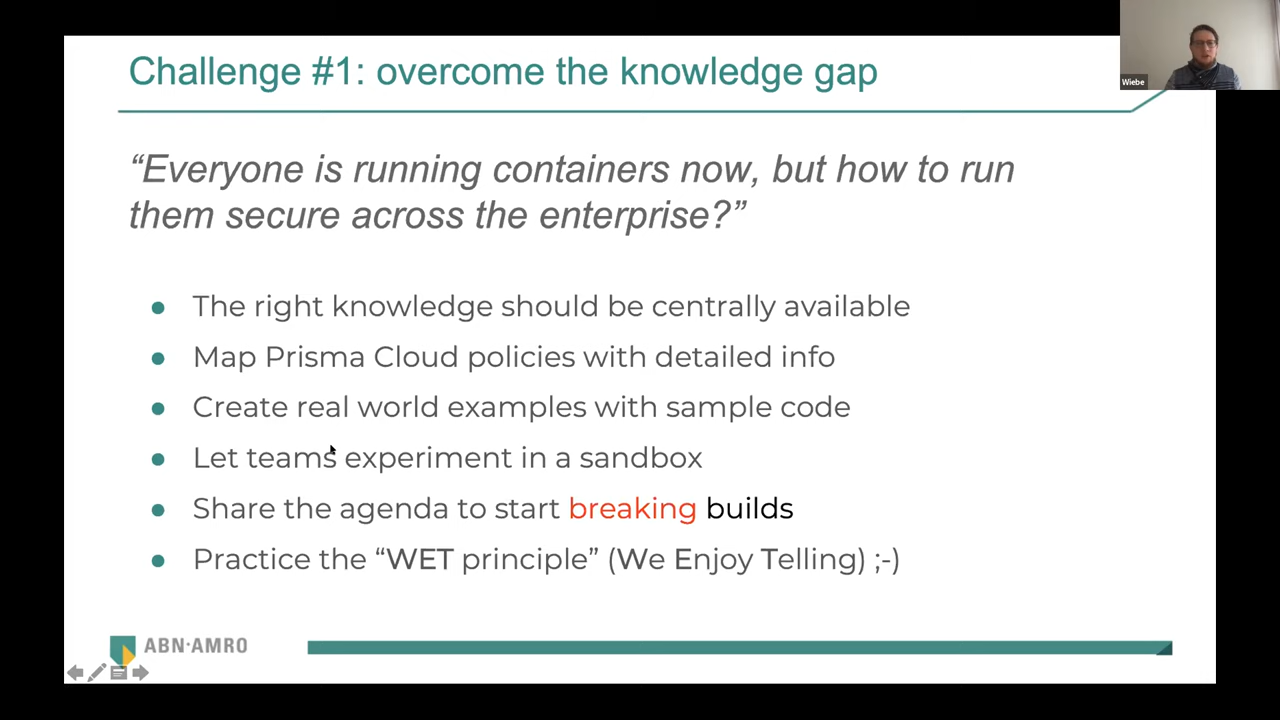 Challenge #1: overcome the knowledge gap
Wiebe
“Everyone is running containers now, but how to run
them secure across the enterprise?”
● The right knowledge should be centrally available
● Map Prisma Cloud policies with detailed info
● Create real world examples with sample code
● Let teams experiment in a sandbox
● Share the agenda to start breaking builds
● Practice the “WET principle” (We Enjoy Telling) ;-)
ABN·AMRO